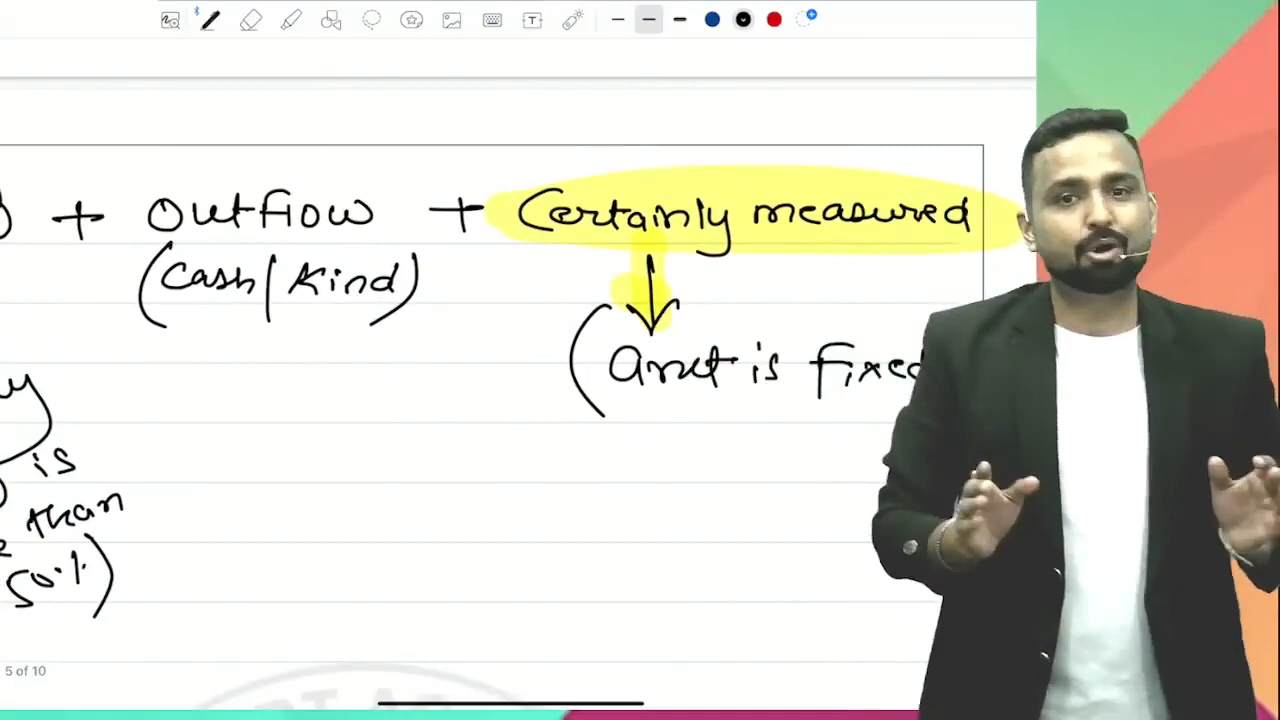 + Outflow + Certainly measured
(Cash/Kind)
(Amt is fixed
is
than
50%)
5 of 10